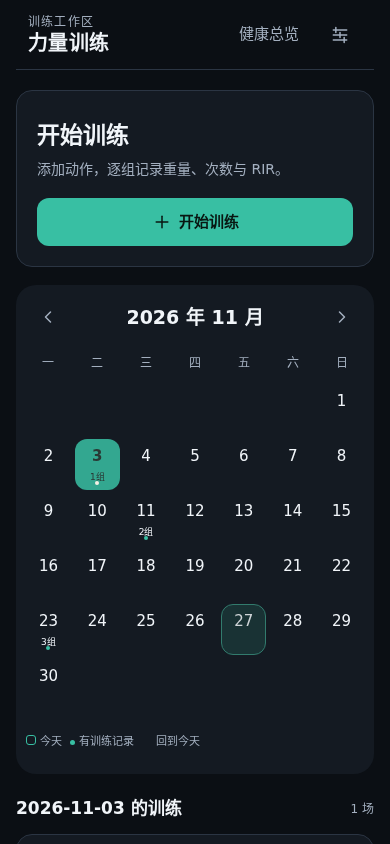 训练工作区
力量训练
健康总览
开始训练
添加动作，逐组记录重量、次数与 RIR。
+ 开始训练
2026 年 11 月
一 二 三 四 五 六 日
1
2 3 4 5 6 7 8
1组
9 10 11 12 13 14 15
2组
16 17 18 19 20 21 22
23 24 25 26 27 28 29
3组
30
今天 有训练记录 回到今天
2026-11-03 的训练
1 场